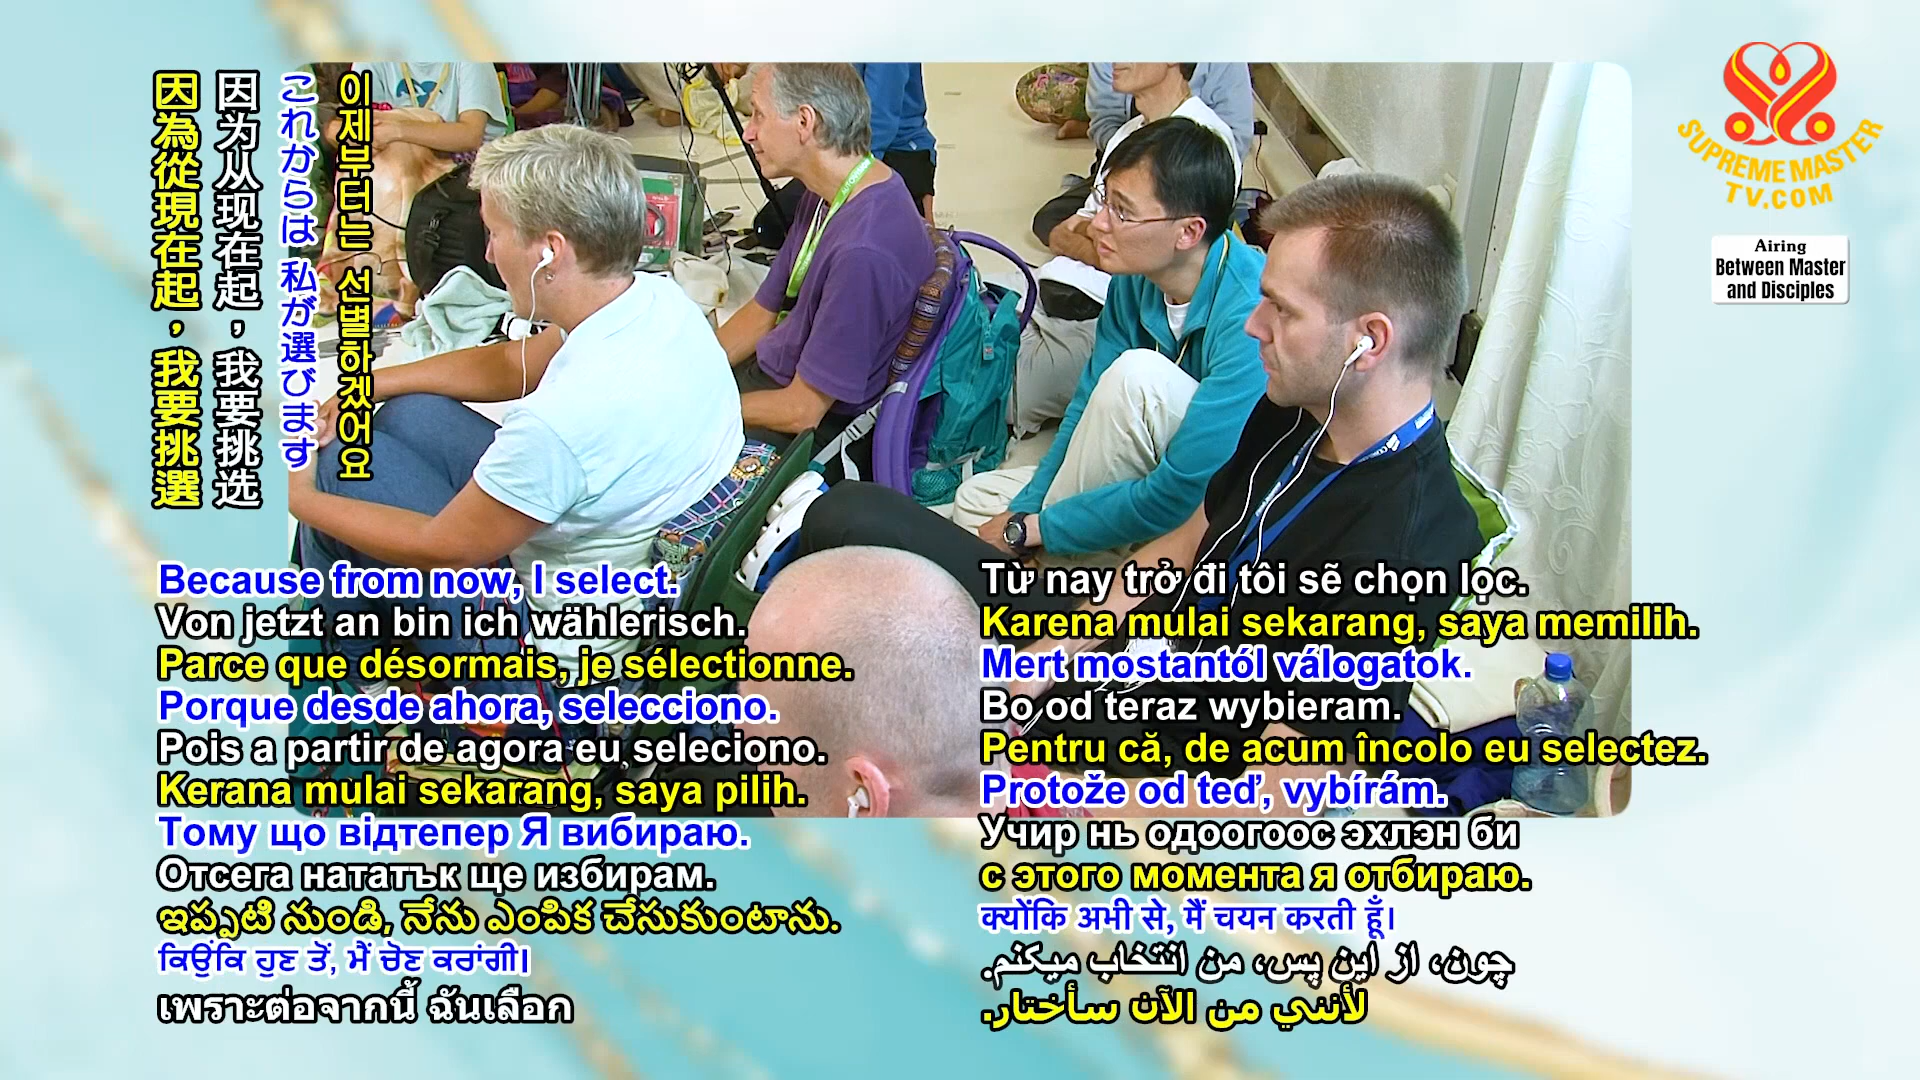 因為從現在起，我要挑選
因为从现在起，我要挑选
これからは 私が選びます
이제부터는 선별하겠어요
SUPREME MASTER
TV.COM
Airing
Between Master
and Disciples
Because from now, I select.
Von jetzt an bin ich wählerisch.
Parce que désormais, je sélectionne.
Porque desde ahora, selecciono.
Pois a partir de agora eu seleciono.
Kerana mulai sekarang, saya pilih.
Тому що відтепер Я вибираю.
Отсега нататък ще избирам.
ఇప్పటి నుండి, నేను ఎంపిక చేసుకుంటాను.
ਕਿਉਂਕਿ ਹੁਣ ਤੋਂ, ਮੈਂ ਚੋਣ ਕਰਾਂਗੀ।
เพราะต่อจากนี้ ฉันเลือก
Từ nay trở đi tôi sẽ chọn lọc.
Karena mulai sekarang, saya memilih.
Mert mostantól válogatok.
Bo od teraz wybieram.
Pentru că, de acum încolo eu selectez.
Protože od teď, vybírám.
Учир нь одоогоос эхлэн би
с этого момента я отбираю.
क्योंकि अभी से, मैं चयन करती हूँ।
چون، از این پس، من انتخاب میکنم.
لأنني من الآن سأختار.